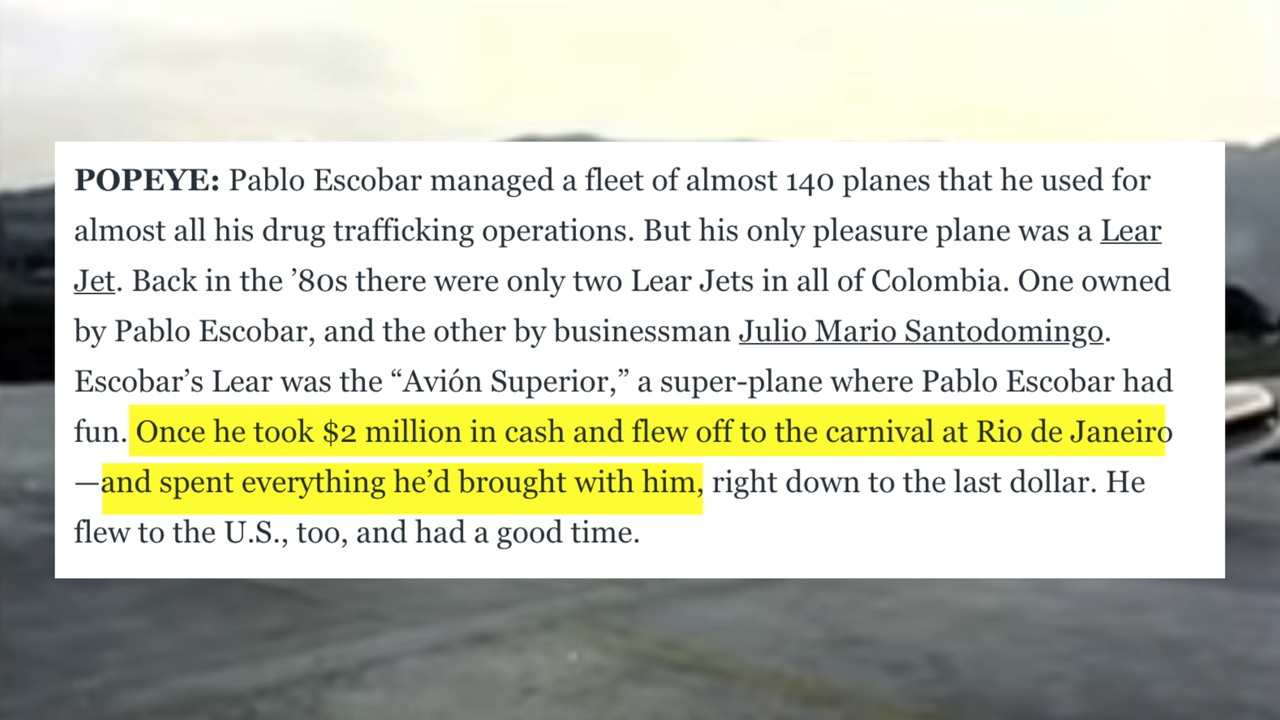 POPEYE: Pablo Escobar managed a fleet of almost 140 planes that he used for
almost all his drug trafficking operations. But his only pleasure plane was a Lear
Jet. Back in the ’80s there were only two Lear Jets in all of Colombia. One owned
by Pablo Escobar, and the other by businessman Julio Mario Santodomingo.
Escobar’s Lear was the “Avión Superior,” a super-plane where Pablo Escobar had
fun. Once he took $2 million in cash and flew off to the carnival at Rio de Janeiro
—and spent everything he’d brought with him, right down to the last dollar. He
flew to the U.S., too, and had a good time.